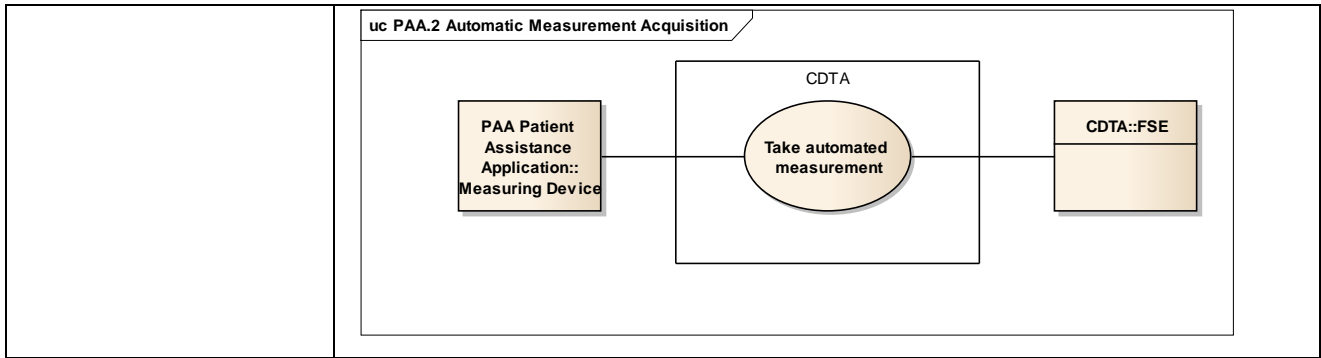 uc PAA.2 Automatic Measurement Acquisition
CDTA
PAA Patient
Assistance
Application::
Measuring Device
Take automated
measurement
CDTA::FSE